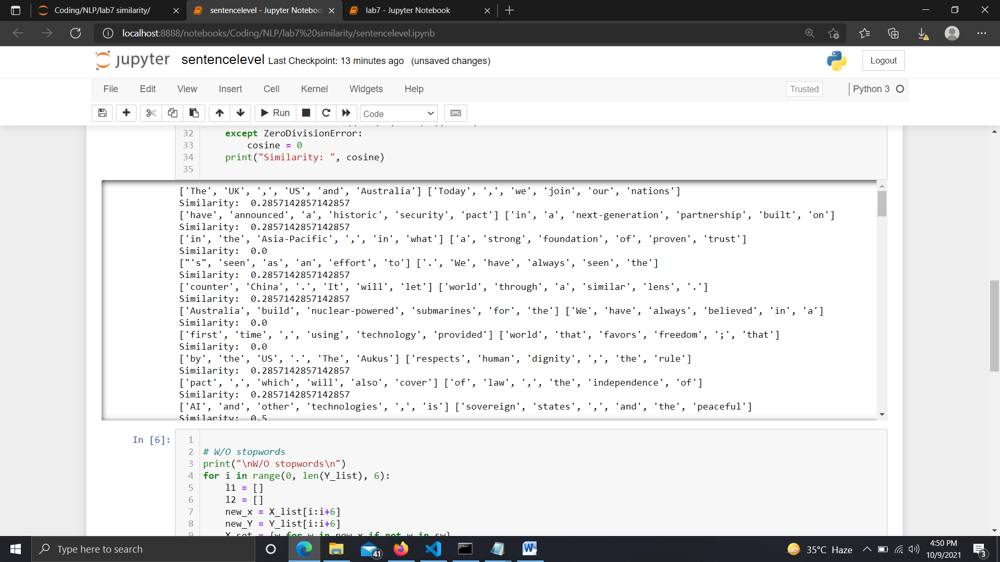 Coding/NLP/lab7 similarity/
sentencelevel - Jupyter Noteboo
lab7 - Jupyter Notebook
localhost:8888/notebooks/Coding/NLP/lab7%20similarity/sentencelevel.ipynb
jupyter sentencelevel Last Checkpoint: 13 minutes ago (unsaved changes)
Logout
File Edit View Insert Cell Kernel Widgets Help
Trusted
Python 3
Run
Code
32 except ZeroDivisionError:
33 cosine = 0
34 print("Similarity: ", cosine)
35
['The', 'UK', ',', 'US', 'and', 'Australia'] ['Today', ',', 'we', 'join', 'our', 'nations']
Similarity:  0.2857142857142857
['have', 'announced', 'a', 'historic', 'security', 'pact'] ['in', 'a', 'next-generation', 'partnership', 'built', 'on']
Similarity:  0.2857142857142857
['in', 'the', 'Asia-Pacific', ',', 'in', 'what'] ['a', 'strong', 'foundation', 'of', 'proven', 'trust']
Similarity:  0.0
["'s", 'seen', 'as', 'an', 'effort', 'to'] ['.', 'We', 'have', 'always', 'seen', 'the']
Similarity:  0.2857142857142857
['counter', 'China', '.', 'It', 'will', 'let'] ['world', 'through', 'a', 'similar', 'lens', '.']
Similarity:  0.2857142857142857
['Australia', 'build', 'nuclear-powered', 'submarines', 'for', 'the'] ['We', 'have', 'always', 'believed', 'in', 'a']
Similarity:  0.0
['first', 'time', ',', 'using', 'technology', 'provided'] ['world', 'that', 'favors', 'freedom', ';', 'that']
Similarity:  0.0
['by', 'the', 'US', '.', 'The', 'Aukus'] ['respects', 'human', 'dignity', ',', 'the', 'rule']
Similarity:  0.2857142857142857
['pact', ',', 'which', 'will', 'also', 'cover'] ['of', 'law', ',', 'the', 'independence', 'of']
Similarity:  0.2857142857142857
['AI', 'and', 'other', 'technologies', ',', 'is'] ['sovereign', 'states', ',', 'and', 'the', 'peaceful']
Similarity:  0.5
In [6]:
1
2 # W/O stopwords
3 print("\nW/O stopwords\n")
4 for i in range(0, len(Y_list), 6):
5 l1 = []
6 l2 = []
7 new_x = X_list[i:i+6]
8 new_Y = Y_list[i:i+6]
9 X_set = {w for w in new_x if not w in sw}
Type here to search
41
35°C Haze
4:50 PM
10/9/2021
3